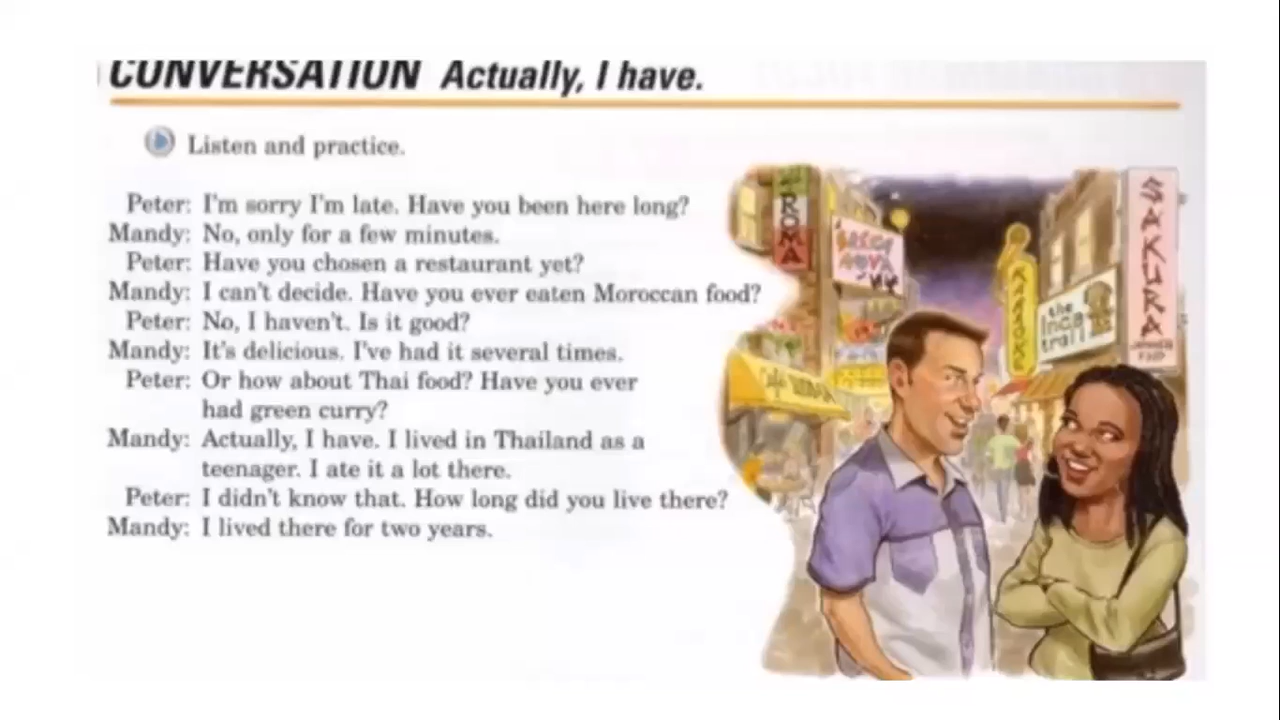 CONVERSATION Actually, I have.
Listen and practice.
Peter: I'm sorry I'm late. Have you been here long?
Mandy: No, only for a few minutes.
Peter: Have you chosen a restaurant yet?
Mandy: I can't decide. Have you ever eaten Moroccan food?
Peter: No, I haven't. Is it good?
Mandy: It's delicious. I've had it several times.
Peter: Or how about Thai food? Have you ever
had green curry?
Mandy: Actually, I have. I lived in Thailand as a
teenager. I ate it a lot there.
Peter: I didn't know that. How long did you live there?
Mandy: I lived there for two years.
ROMA
the
Inca
trail
SAKURA